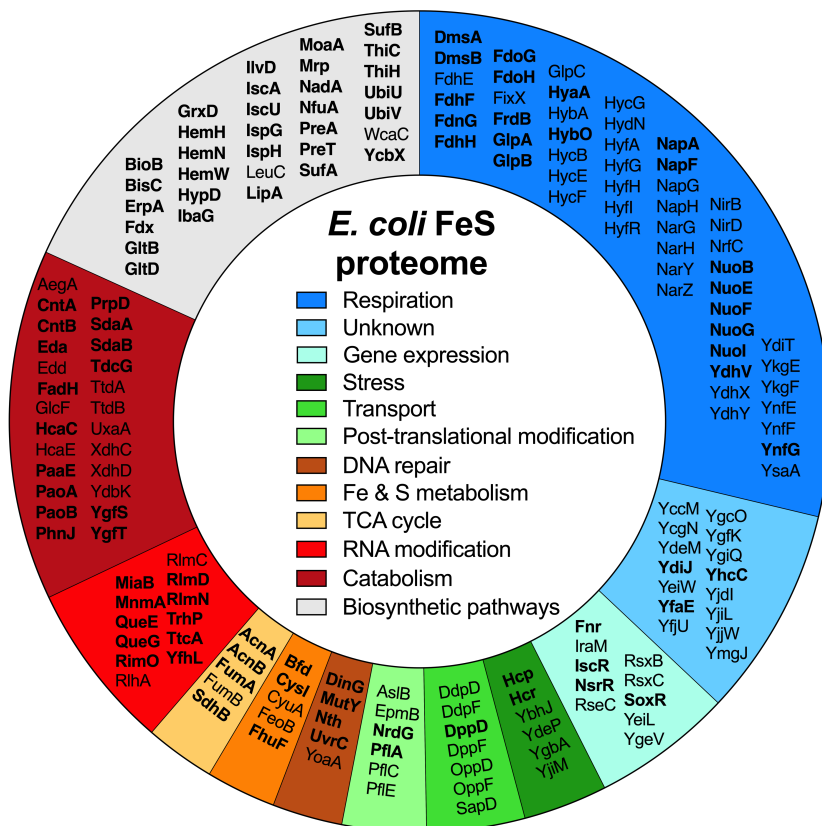 E. coli FeS
proteome
Respiration
Unknown
Gene expression
Stress
Transport
Post-translational modification
DNA repair
Fe & S metabolism
TCA cycle
RNA modification
Catabolism
Biosynthetic pathways
DmsA
DmsB
FdhE
FdhF
FdnG
FdhH
FdoG
FdoH
FixX
FrdB
GlpA
GlpB
GlpC
HyaA
HybA
HybO
HycB
HycE
HycF
HycG
HydN
HyfA
HyfG
HyfH
HyfI
HyfR
NapA
NapF
NapG
NapH
NarG
NarH
NarY
NarZ
NirB
NirD
NrfC
NuoB
NuoE
NuoF
NuoG
NuoI
YdhV
YdhX
YdhY
YdiT
YkgE
YkgF
YnfE
YnfF
YnfG
YsaA
YccM
YcgN
YdeM
YdiJ
YeiW
YfaE
YfjU
YgcO
YgfK
YgiQ
YhcC
YjdI
YjiL
YjjW
YmgJ
Fnr
IraM
IscR
NsrR
RseC
RsxB
RsxC
SoxR
YeiL
YgeV
Hcp
Hcr
YbhJ
YdeP
YgbA
YjiM
DdpD
DdpF
DppD
DppF
OppD
OppF
SapD
AslB
EpmB
NrdG
PflA
PflC
PflE
DinG
MutY
Nth
UvrC
YoaA
Bfd
CysI
CyuA
FeoB
FhuF
AcnA
AcnB
FumA
FumB
SdhB
MiaB
MnmA
QueE
QueG
RimO
RlhA
RlmC
RlmD
RlmN
TrhP
TtcA
YfhL
AegA
CntA
CntB
Eda
Edd
FadH
GlcF
HcaC
HcaE
PaaE
PaoA
PaoB
PhnJ
PrpD
SdaA
SdaB
TdcG
TtdA
TtdB
UxaA
XdhC
XdhD
YdbK
YgfS
YgfT
BioB
BisC
ErpA
Fdx
GltB
GltD
GrxD
HemH
HemN
HemW
HypD
IbaG
IlvD
IscA
IscU
IspG
IspH
LeuC
LipA
MoaA
Mrp
NadA
NfuA
PreA
PreT
SufA
SufB
ThiC
ThiH
UbiU
UbiV
WcaC
YcbX